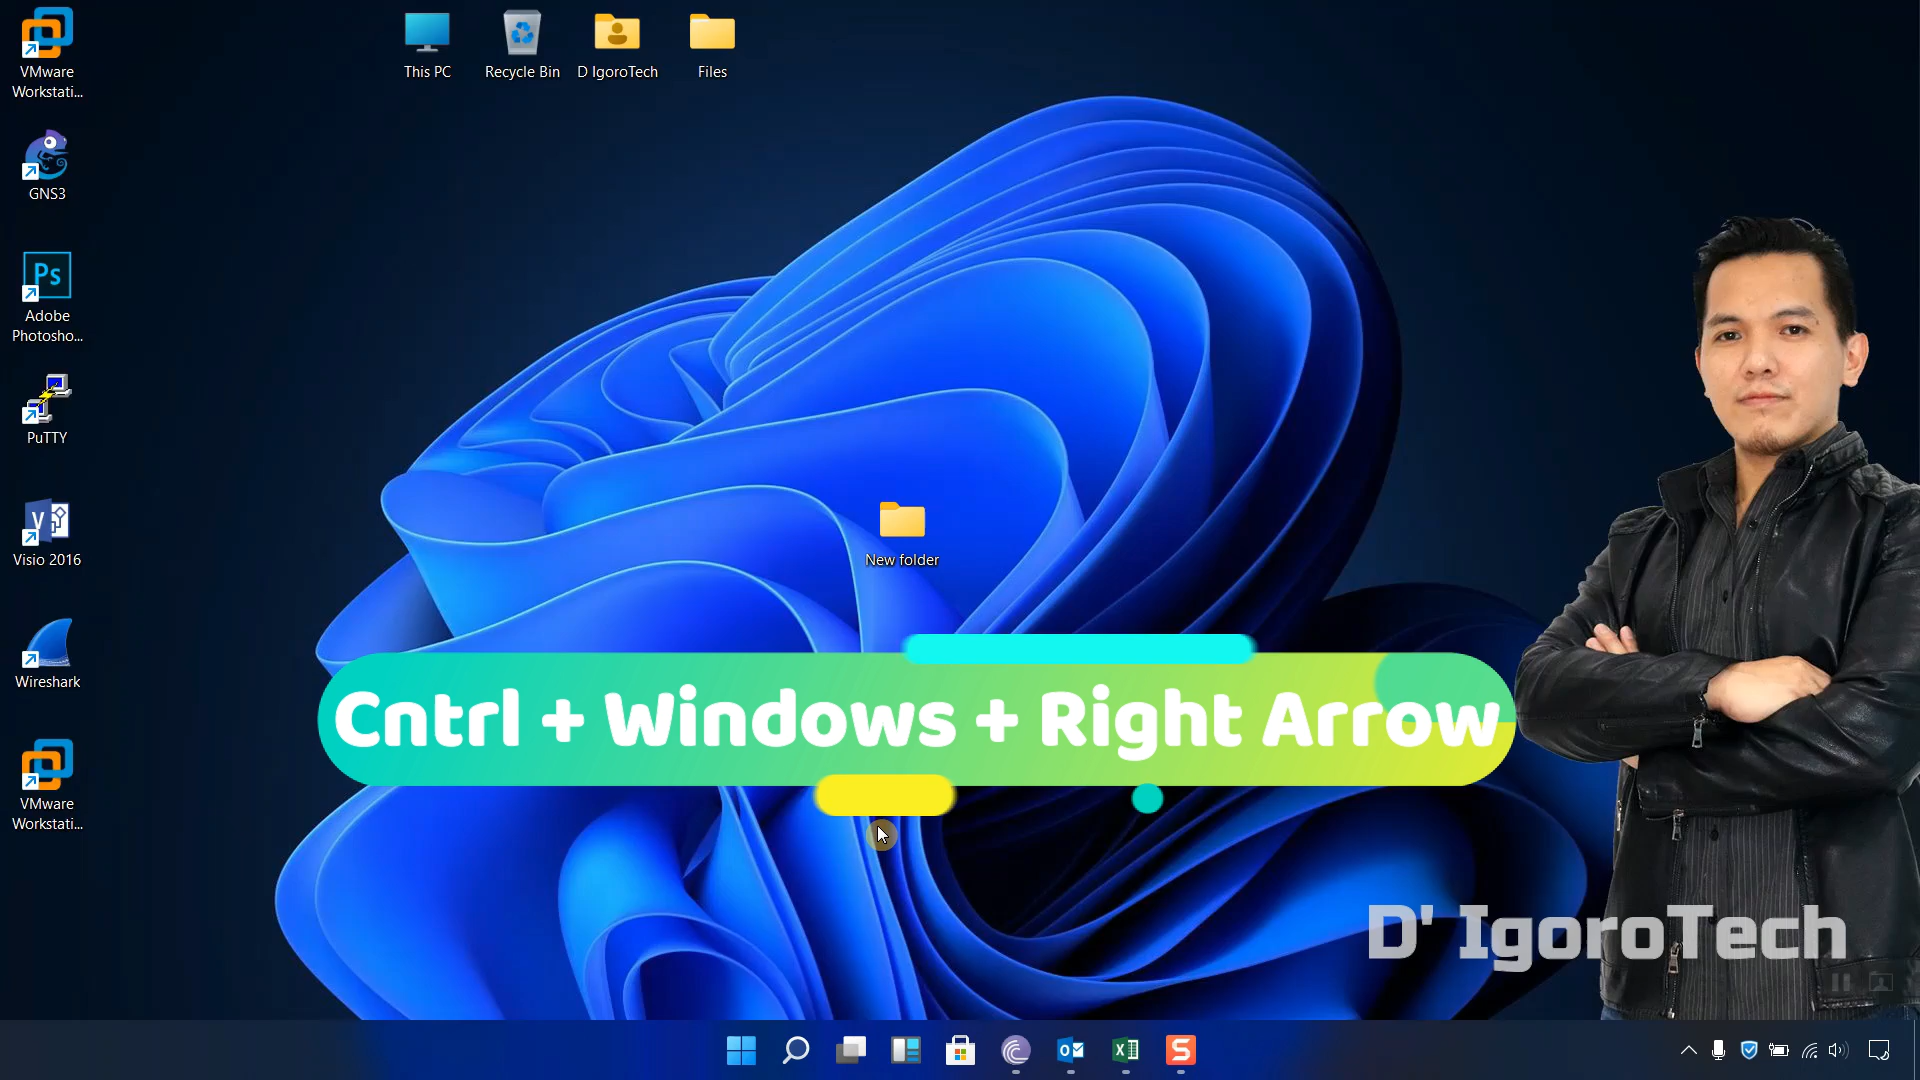 This PC
Recycle Bin
D IgoroTech
Files
VMware
Workstati...
GNS3
Ps
Adobe
Photosho...
PuTTY
V
Visio 2016
New folder
Wireshark
Cntrl + Windows + Right Arrow
VMware
Workstati...
D' IgoroTech